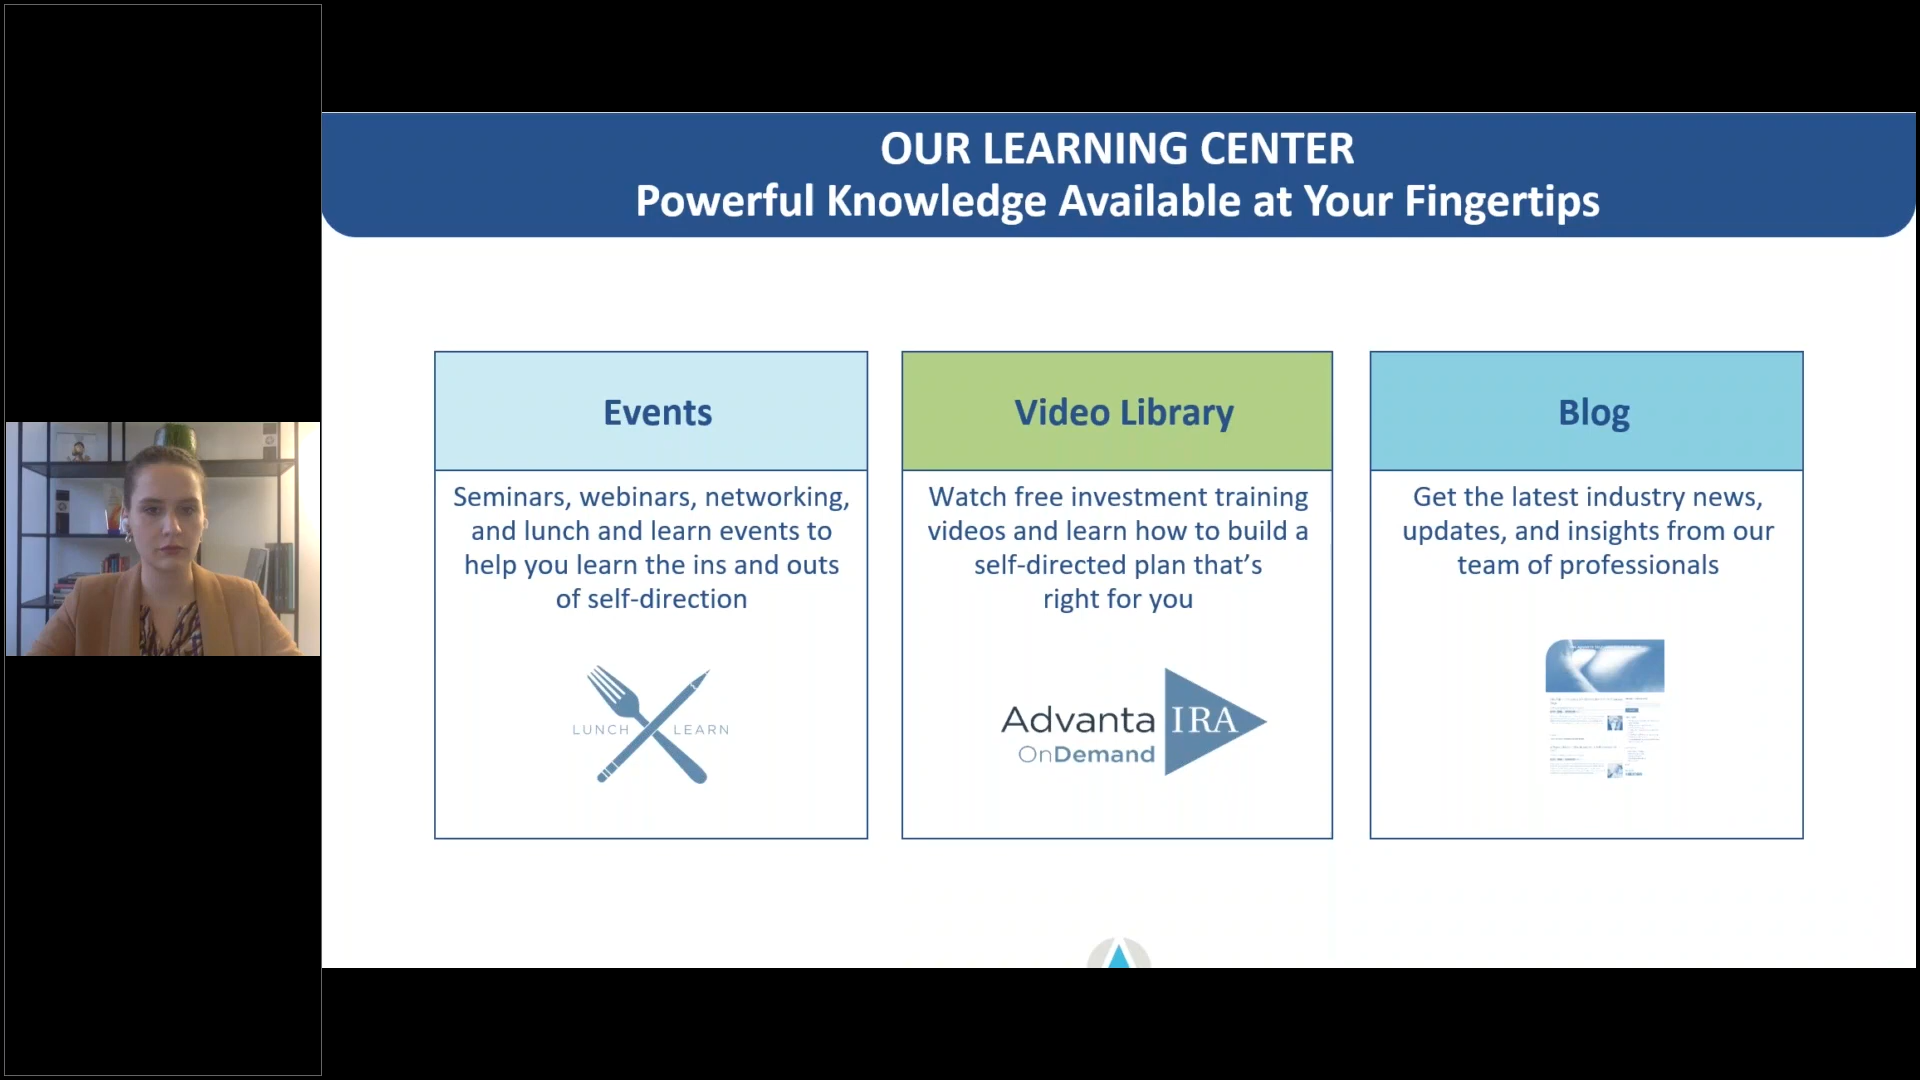 OUR LEARNING CENTER
Powerful Knowledge Available at Your Fingertips
Events
Seminars, webinars, networking,
and lunch and learn events to
help you learn the ins and outs
of self-direction
LUNCH LEARN
Video Library
Watch free investment training
videos and learn how to build a
self-directed plan that's
right for you
Advanta IRA
OnDemand
Blog
Get the latest industry news,
updates, and insights from our
team of professionals